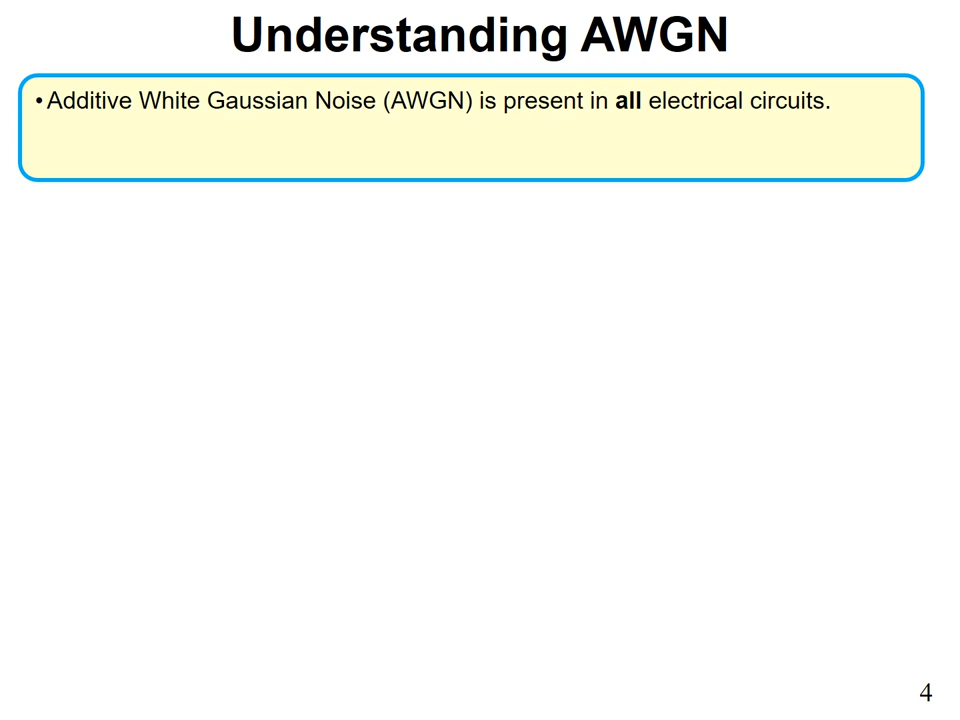 Understanding AWGN
• Additive White Gaussian Noise (AWGN) is present in all electrical circuits.
4